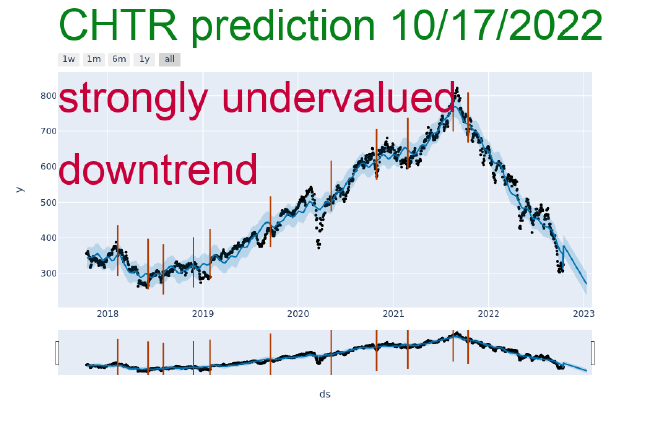 CHTR prediction 10/17/2022
1w 1m 6m 1y all
strongly undervalued
downtrend
800
700
600
500
400
300
y
2018 2019 2020 2021 2022 2023
ds